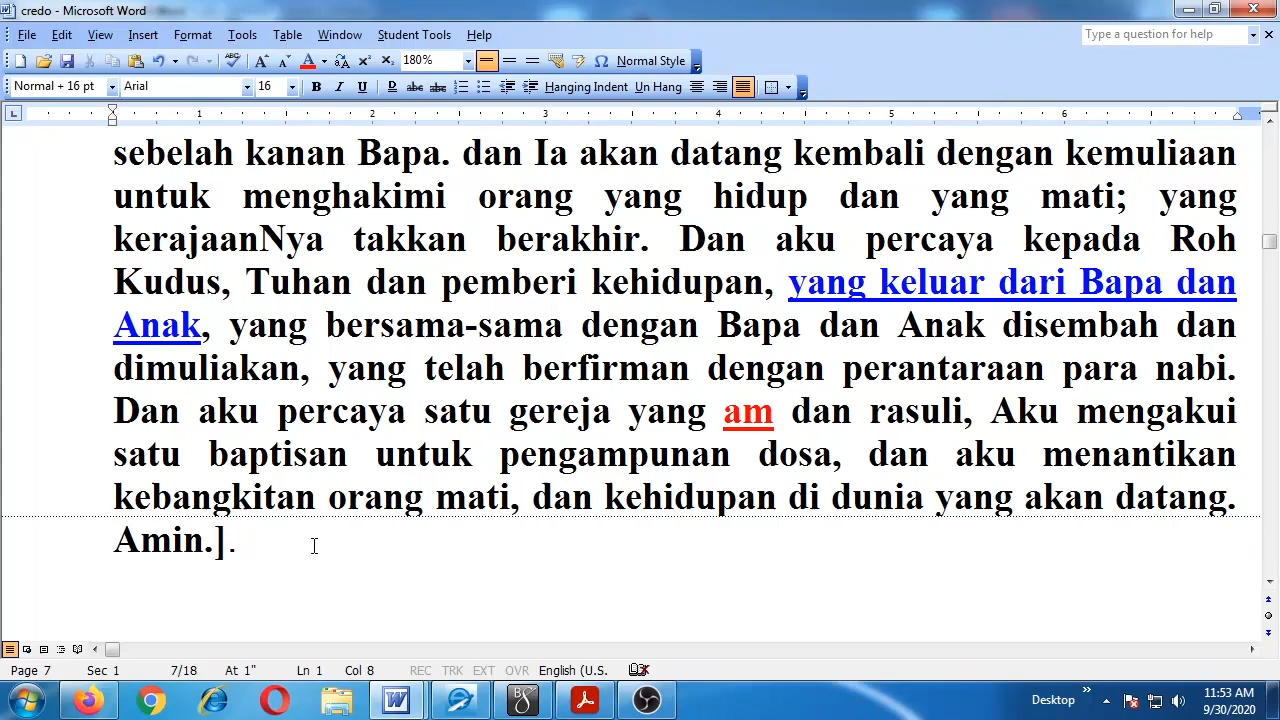 credo - Microsoft Word
File Edit View Insert Format Tools Table Window Student Tools Help
Type a question for help
180% Normal Style
Normal + 16 pt Arial 16 B I U Hanging Indent Un Hang
1 2 3 4 5 6
sebelah kanan Bapa. dan Ia akan datang kembali dengan kemuliaan
untuk menghakimi orang yang hidup dan yang mati; yang
kerajaanNya takkan berakhir. Dan aku percaya kepada Roh
Kudus, Tuhan dan pemberi kehidupan, yang keluar dari Bapa dan
Anak, yang bersama-sama dengan Bapa dan Anak disembah dan
dimuliakan, yang telah berfirman dengan perantaraan para nabi.
Dan aku percaya satu gereja yang am dan rasuli, Aku mengakui
satu baptisan untuk pengampunan dosa, dan aku menantikan
kebangkitan orang mati, dan kehidupan di dunia yang akan datang.
Amin.].
Page 7 Sec 1 7/18 At 1" Ln 1 Col 8 REC TRK EXT OVR English (U.S.
Desktop 11:53 AM
9/30/2020